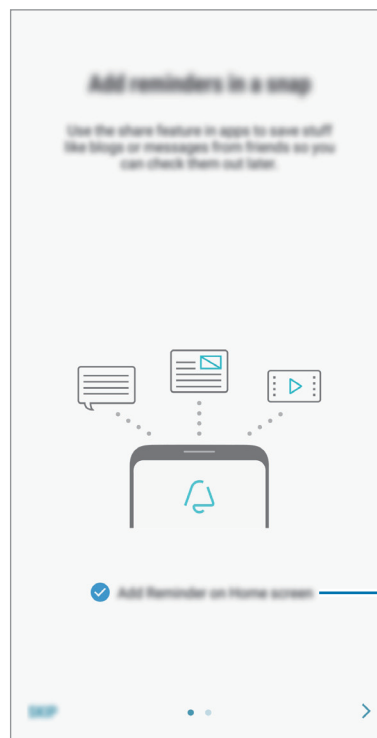 Add reminders in a snap
Use the share feature in apps to save stuff
like blogs or messages from friends so you
can check them out later.
Add Reminder on Home screen
SKIP